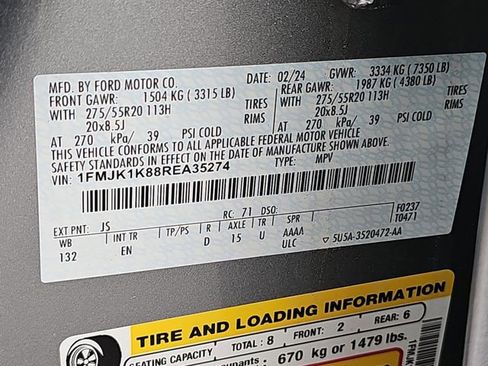 MFD. BY FORD MOTOR CO.
DATE: 02/24 GVWR: 3334 KG ( 7350 LB)
FRONT GAWR: 1504 KG ( 3315 LB) REAR GAWR: 1987 KG ( 4380 LB)
WITH 275/55R20 113H TIRES WITH 275/55R20 113H TIRES
20x8.5J RIMS 20x8.5J RIMS
AT 270 kPa/ 39 PSI COLD AT 270 kPa/ 39 PSI COLD
THIS VEHICLE CONFORMS TO ALL APPLICABLE FEDERAL MOTOR VEHICLE
SAFETY STANDARDS IN EFFECT ON THE DATE OF MANUFACTURE SHOWN ABOVE.
VIN: 1FMJK1K88REA35274 TYPE: MPV
EXT PNT: JS RC: 71 DSO: F0237
WB INT TR TP/PS R AXLE TR SPR T0471
132 EN D 15 U AAAA
ULC ▽ 5U5A-3520472-AA
TIRE AND LOADING INFORMATION
SEATING CAPACITY TOTAL: 8 FRONT: 2 REAR: 6
670 kg or 1479 lbs.